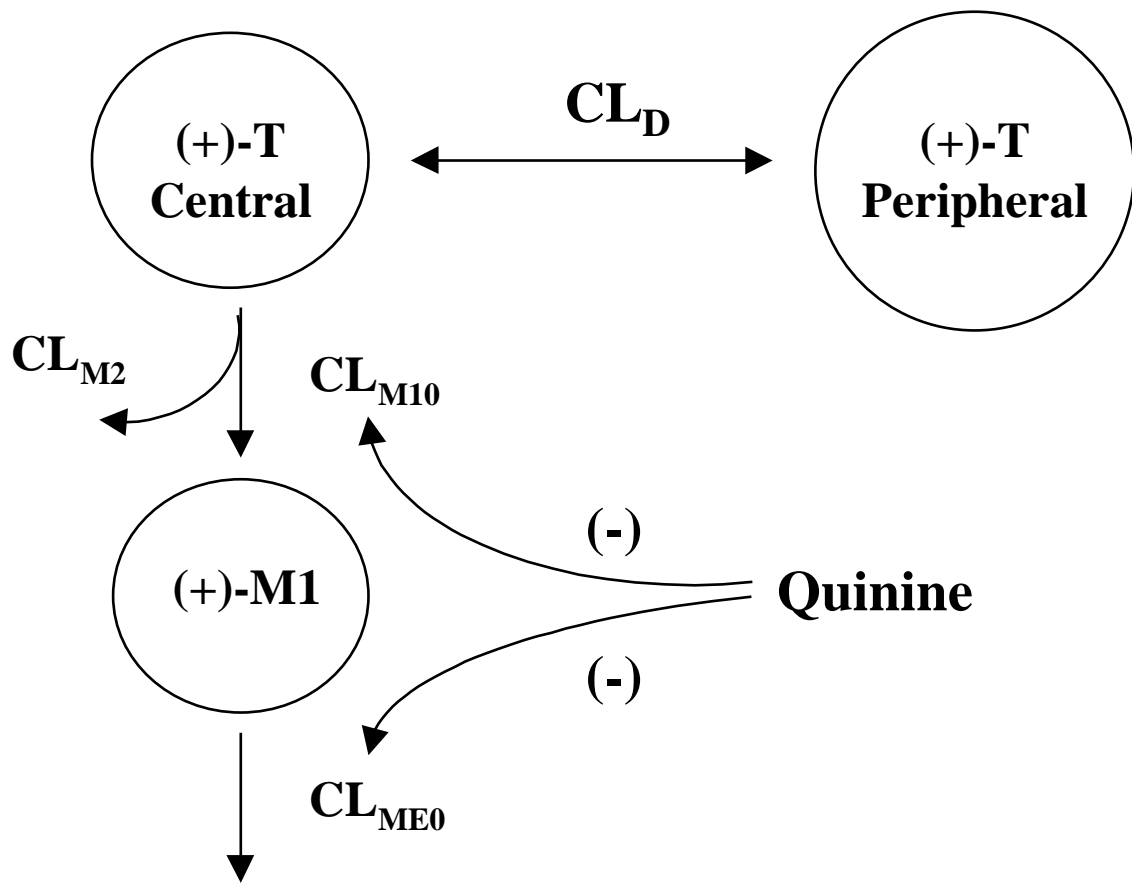 CL_D
(+)-T
Central
(+)-T
Peripheral
CL_M2
CL_M10
(-)
(+)-M1
Quinine
(-)
CL_ME0